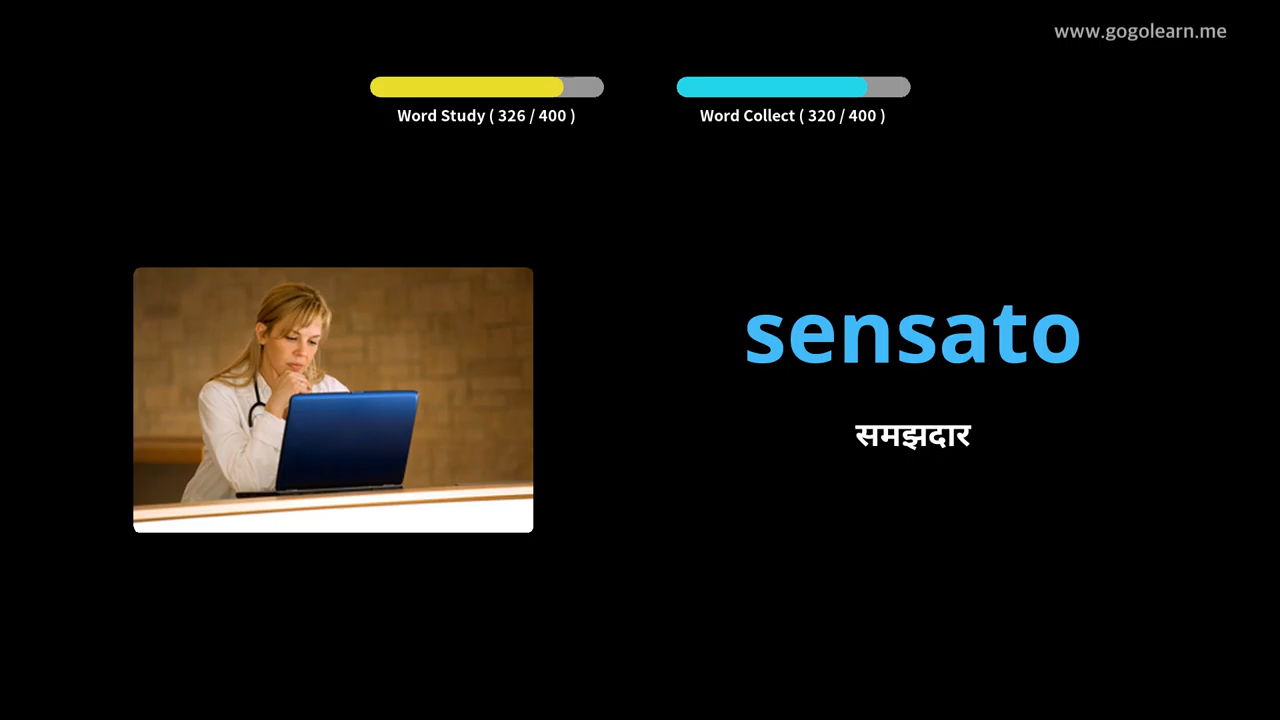 www.gogolearn.me
Word Study ( 326 / 400 )
Word Collect ( 320 / 400 )
sensato
समझदार